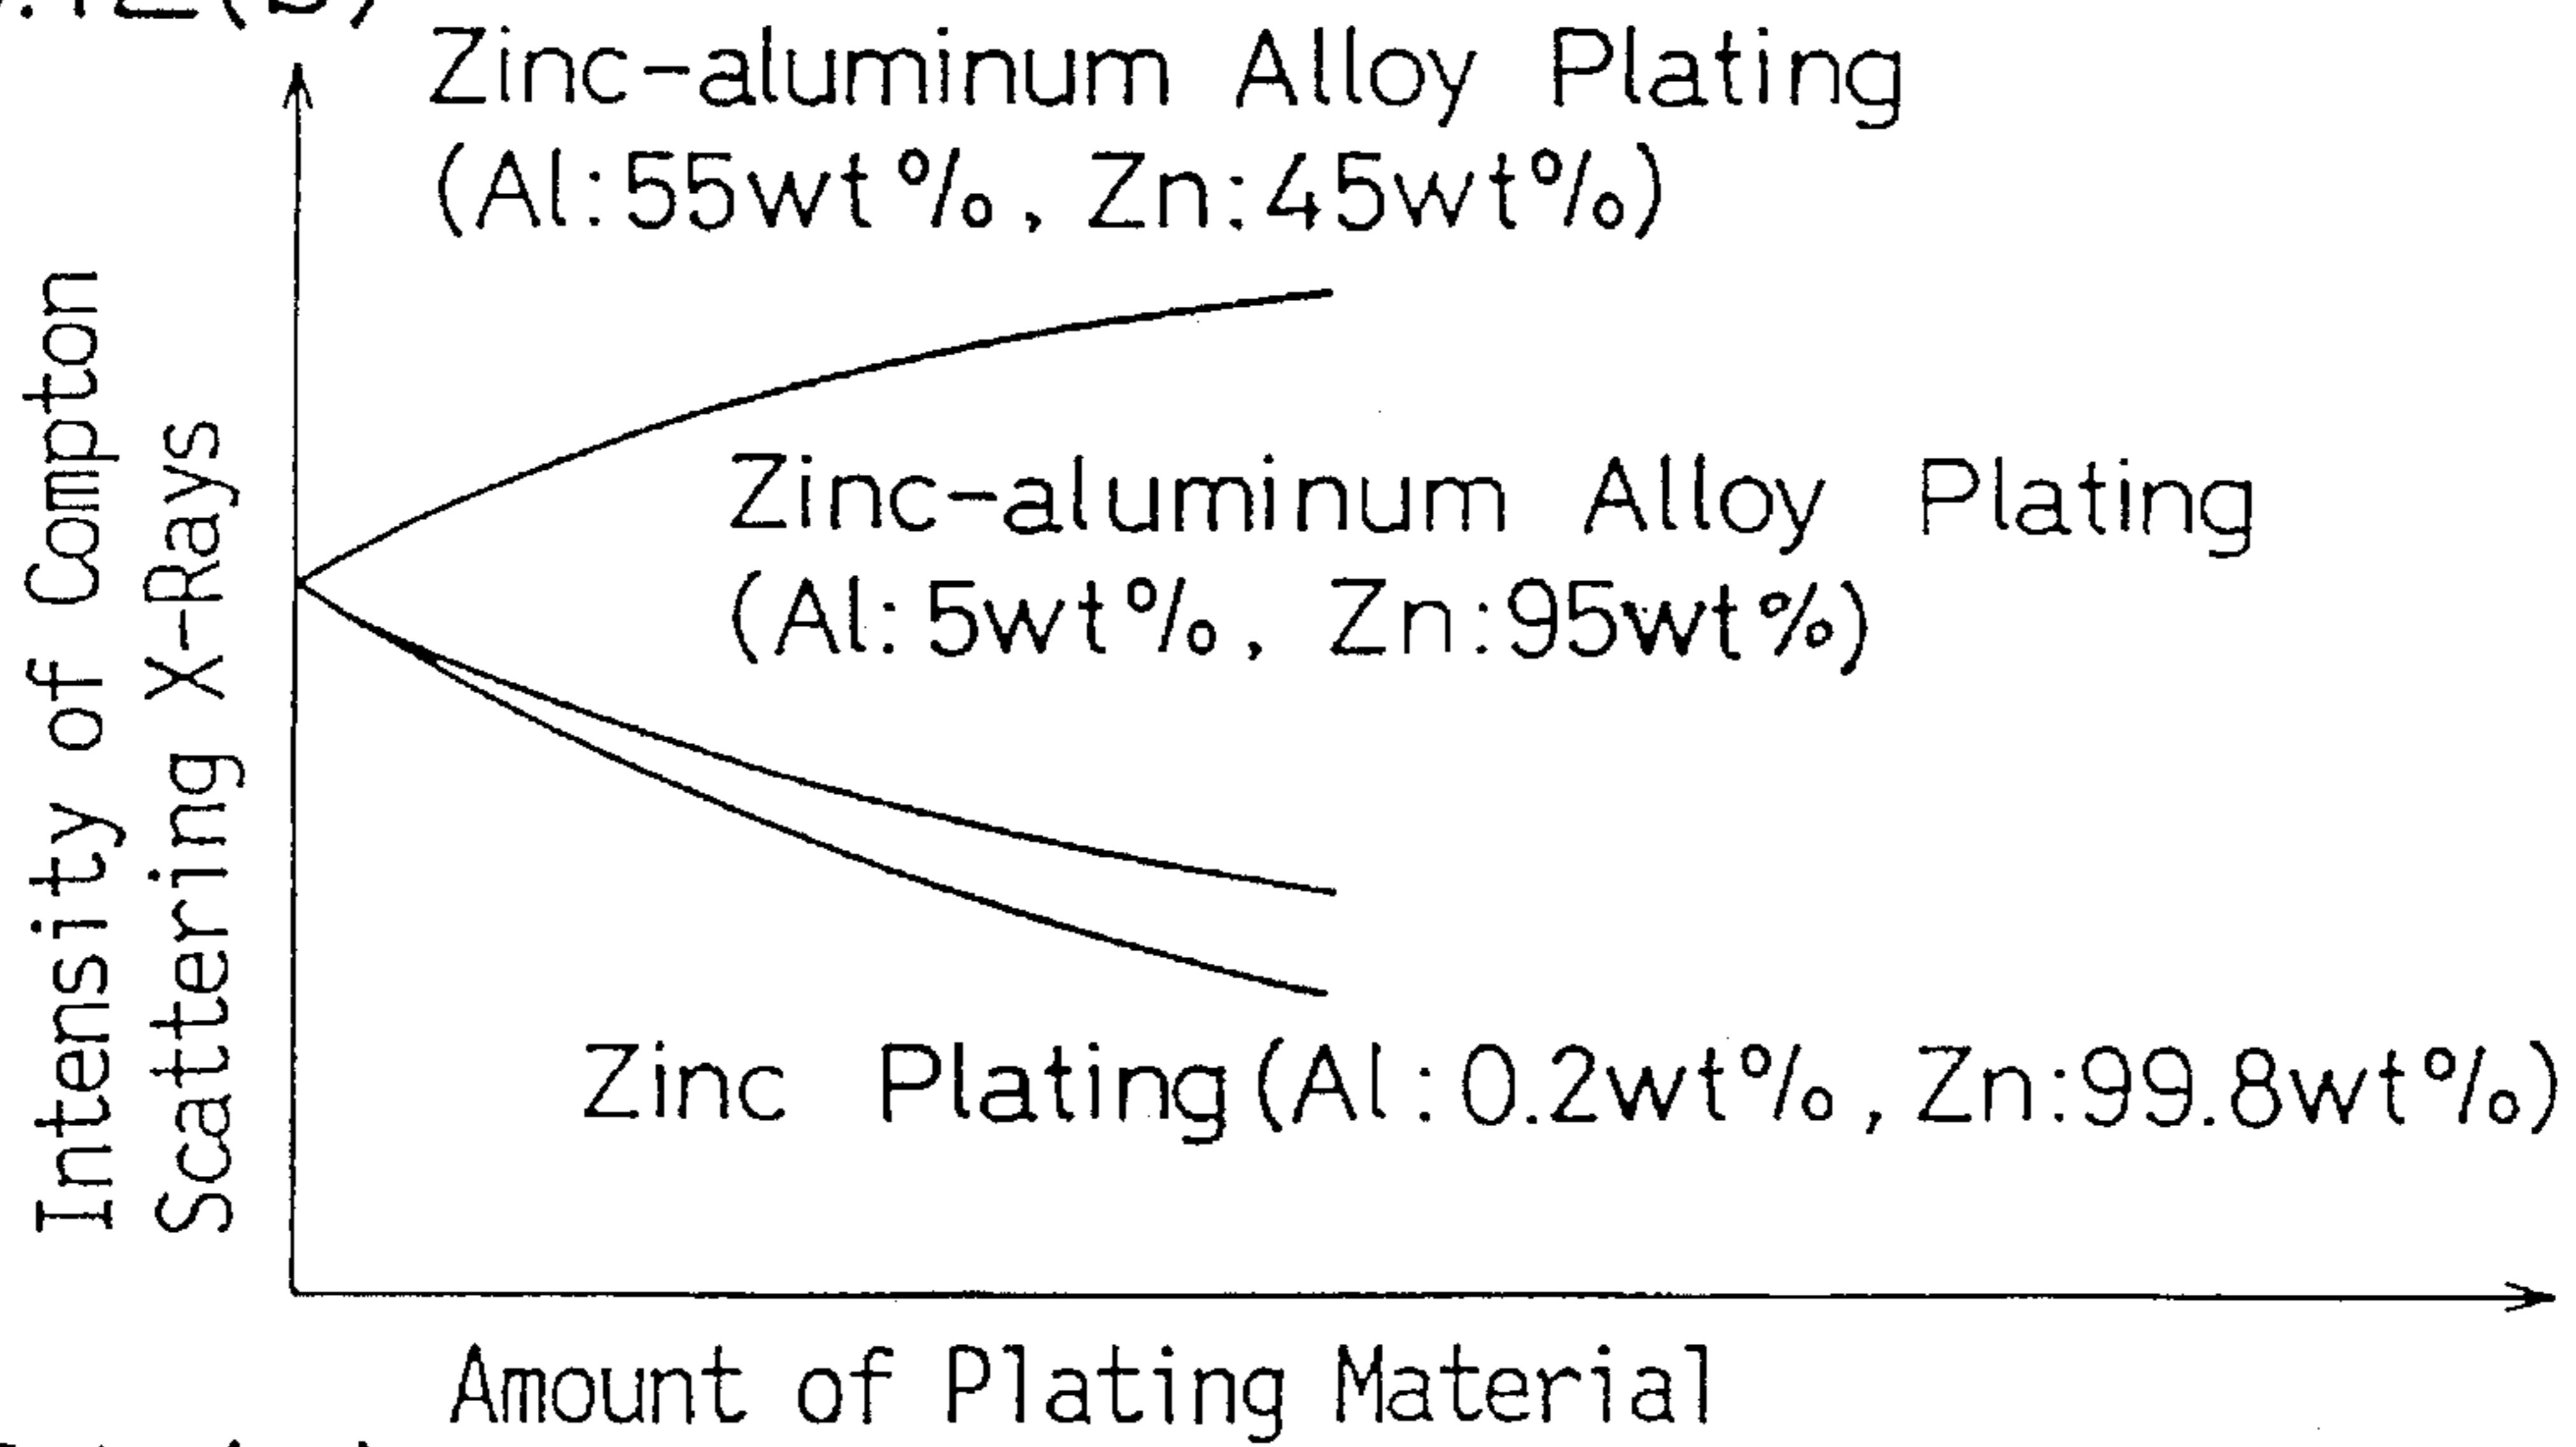 Zinc-aluminum Alloy Plating
(Al:55wt%, Zn:45wt%)
Intensity of Compton
Scattering X-Rays
Zinc-aluminum Alloy Plating
(Al:5wt%, Zn:95wt%)
Zinc Plating(Al:0.2wt%,Zn:99.8wt%)
Amount of Plating Material